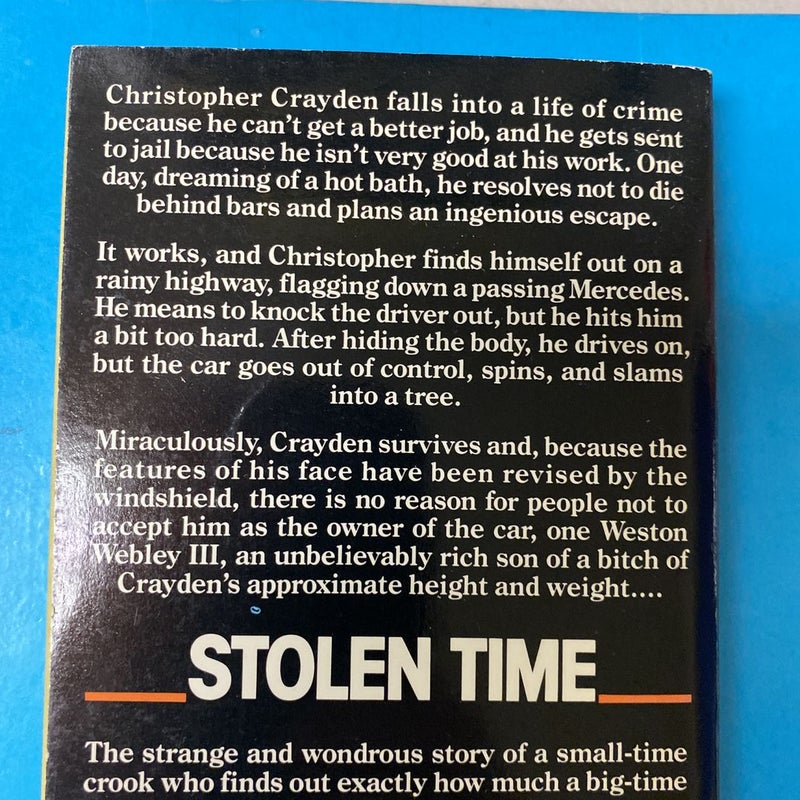 Christopher Crayden falls into a life of crime
because he can't get a better job, and he gets sent
to jail because he isn't very good at his work. One
day, dreaming of a hot bath, he resolves not to die
behind bars and plans an ingenious escape.
It works, and Christopher finds himself out on a
rainy highway, flagging down a passing Mercedes.
He means to knock the driver out, but he hits him
a bit too hard. After hiding the body, he drives on,
but the car goes out of control, spins, and slams
into a tree.
Miraculously, Crayden survives and, because the
features of his face have been revised by the
windshield, there is no reason for people not to
accept him as the owner of the car, one Weston
Webley III, an unbelievably rich son of a bitch of
Crayden's approximate height and weight....
STOLEN TIME
The strange and wondrous story of a small-time
crook who finds out exactly how much a big-time